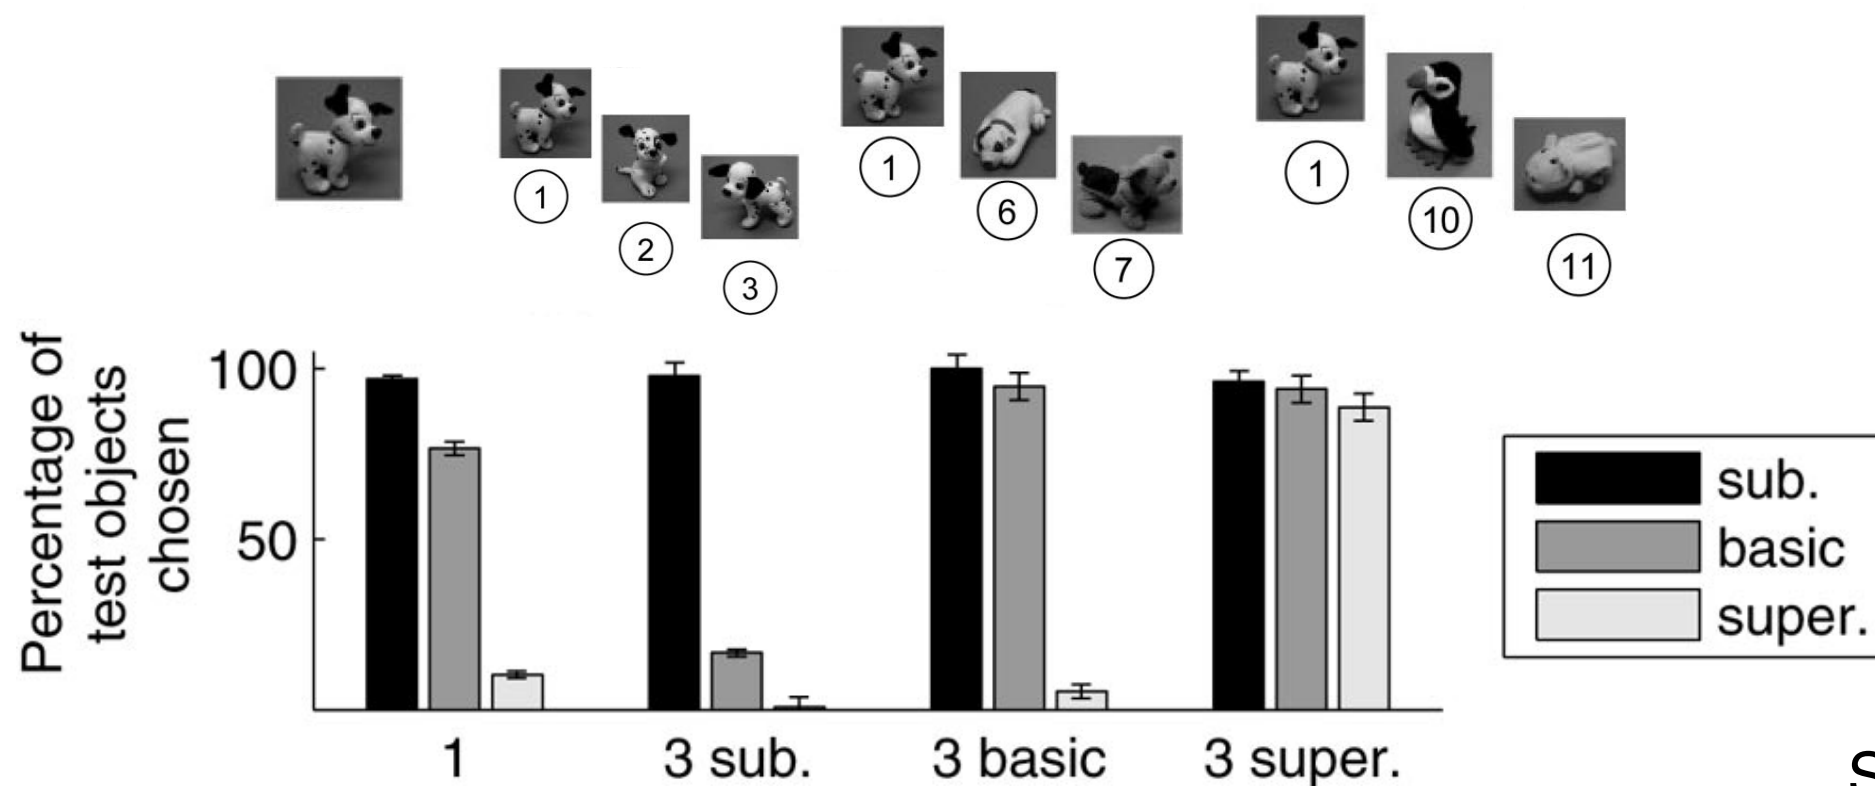 1
2
3
1
6
7
1
10
11
Percentage of
test objects
chosen
100
50
1
3 sub.
3 basic
3 super.
sub.
basic
super.